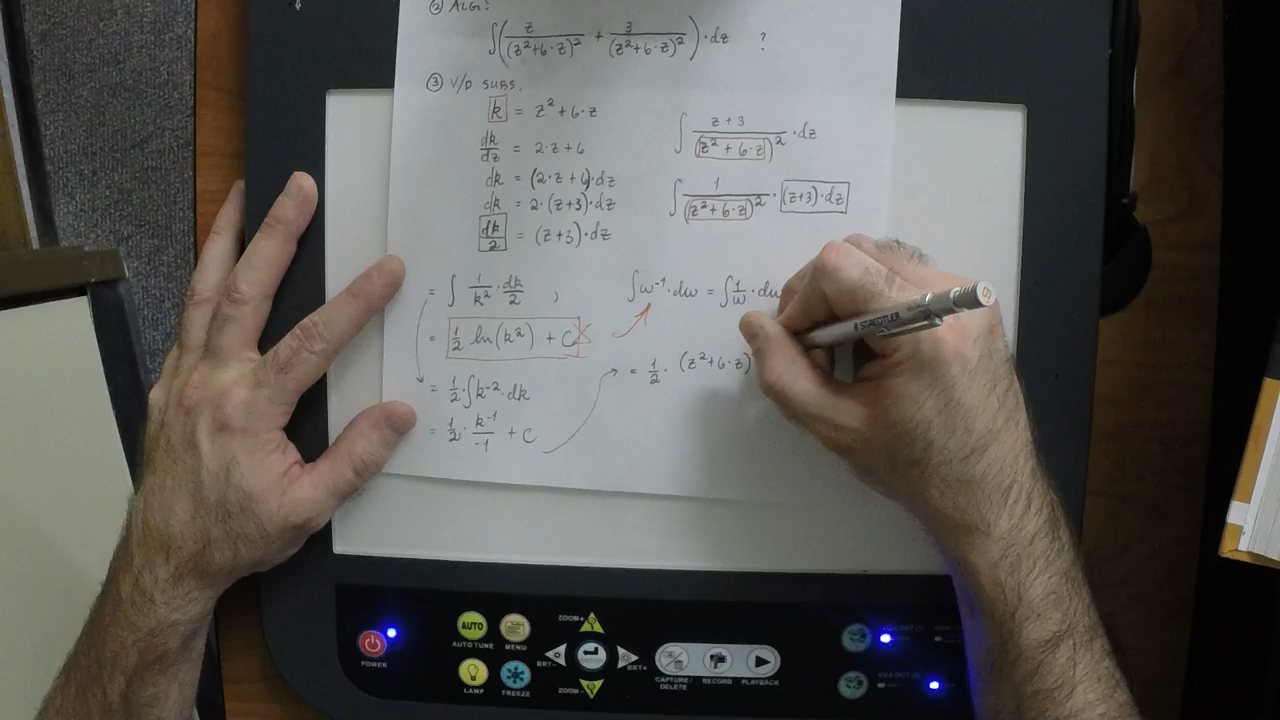 ② ALG:
∫(z/(z²+6·z)² + 3/(z²+6·z)²)·dz ?
③ V/D SUBS.
k = z²+6·z
dk/dz = 2·z+6
dk = (2·z+6)·dz
dk = 2·(z+3)·dz
dk/2 = (z+3)·dz
∫ z+3/(z²+6·z)² ·dz
∫ 1/(z²+6·z)² · (z+3)·dz
= ∫ 1/k² · dk/2 ;
= 1/2 ln(k²) + C
= 1/2·∫k⁻²·dk
= 1/2· k⁻¹/-1 + C
∫w⁻¹·dw = ∫1/w·dw
= 1/2· (z²+6·z)
STAEDTLER
POWER
AUTO
AUTO TUNE
MENU
LAMP
FREEZE
ZOOM+
BRT-
BRT+
ZOOM-
CAPTURE/
DELETE
RECORD
PLAYBACK